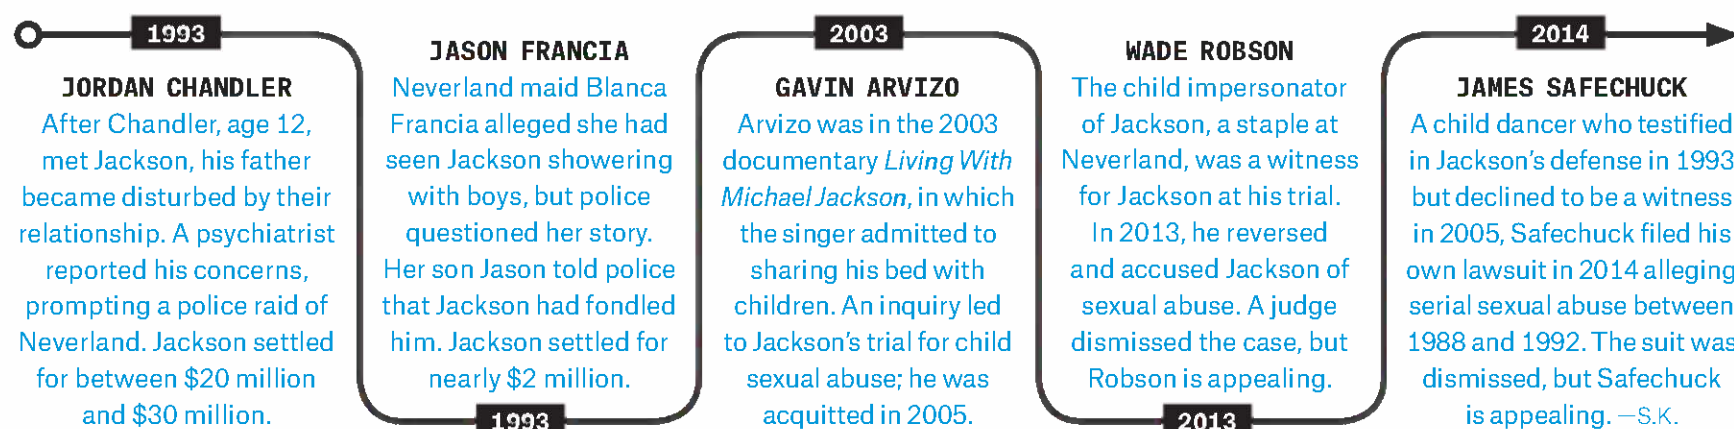 1993
JORDAN CHANDLER
After Chandler, age 12,
met Jackson, his father
became disturbed by their
relationship. A psychiatrist
reported his concerns,
prompting a police raid of
Neverland. Jackson settled
for between $20 million
and $30 million.
JASON FRANCIA
Neverland maid Blanca
Francia alleged she had
seen Jackson showering
with boys, but police
questioned her story.
Her son Jason told police
that Jackson had fondled
him. Jackson settled for
nearly $2 million.
1993
2003
GAVIN ARVIZO
Arvizo was in the 2003
documentary Living With
Michael Jackson, in which
the singer admitted to
sharing his bed with
children. An inquiry led
to Jackson's trial for child
sexual abuse; he was
acquitted in 2005.
WADE ROBSON
The child impersonator
of Jackson, a staple at
Neverland, was a witness
for Jackson at his trial.
In 2013, he reversed
and accused Jackson of
sexual abuse. A judge
dismissed the case, but
Robson is appealing.
2013
2014
JAMES SAFECHUCK
A child dancer who testified
in Jackson's defense in 1993
but declined to be a witness
in 2005, Safechuck filed his
own lawsuit in 2014 alleging
serial sexual abuse between
1988 and 1992. The suit was
dismissed, but Safechuck
is appealing. —S.K.